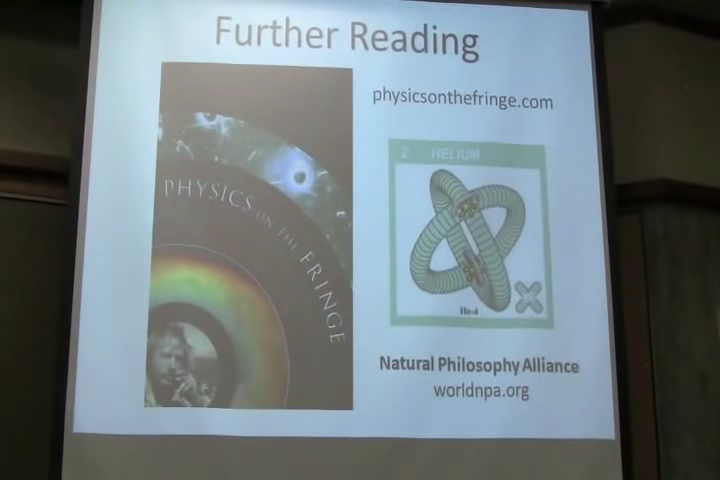 Further Reading
PHYSICS ON THE FRINGE
physicsonthefringe.com
2 HELIUM
He-4
Natural Philosophy Alliance
worldnpa.org